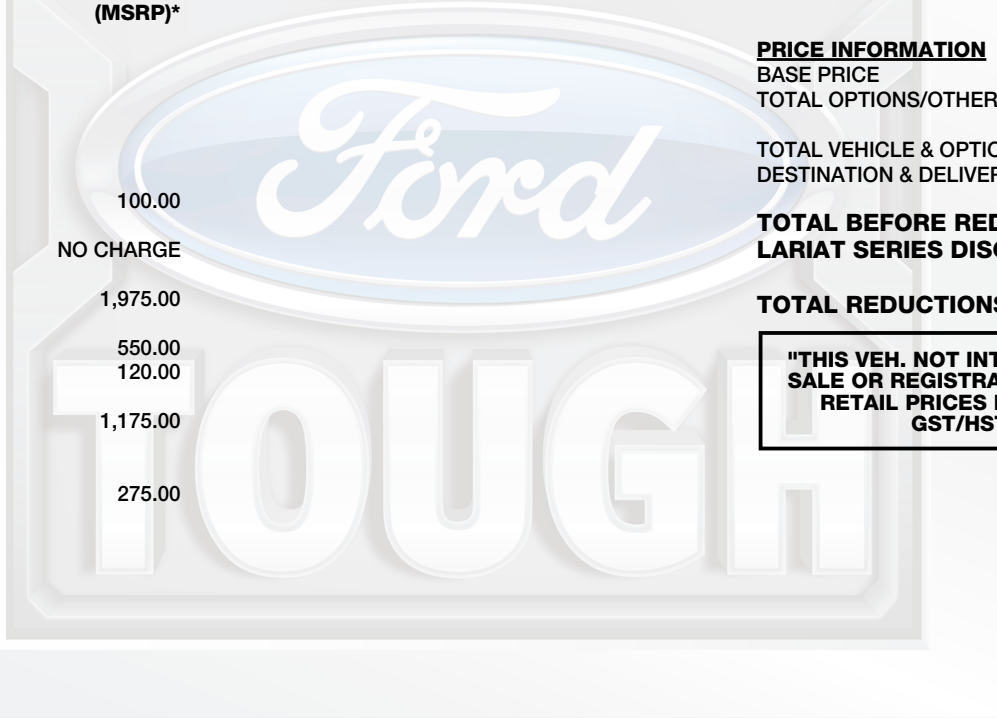 (MSRP)*
100.00
NO CHARGE
1,975.00
550.00
120.00
1,175.00
275.00
Ford
TOUGH
PRICE INFORMATION
BASE PRICE
TOTAL OPTIONS/OTHER
TOTAL VEHICLE & OPTIO
DESTINATION & DELIVER
TOTAL BEFORE RED
LARIAT SERIES DISC
TOTAL REDUCTIONS
"THIS VEH. NOT INT
SALE OR REGISTRA
RETAIL PRICES I
GST/HST